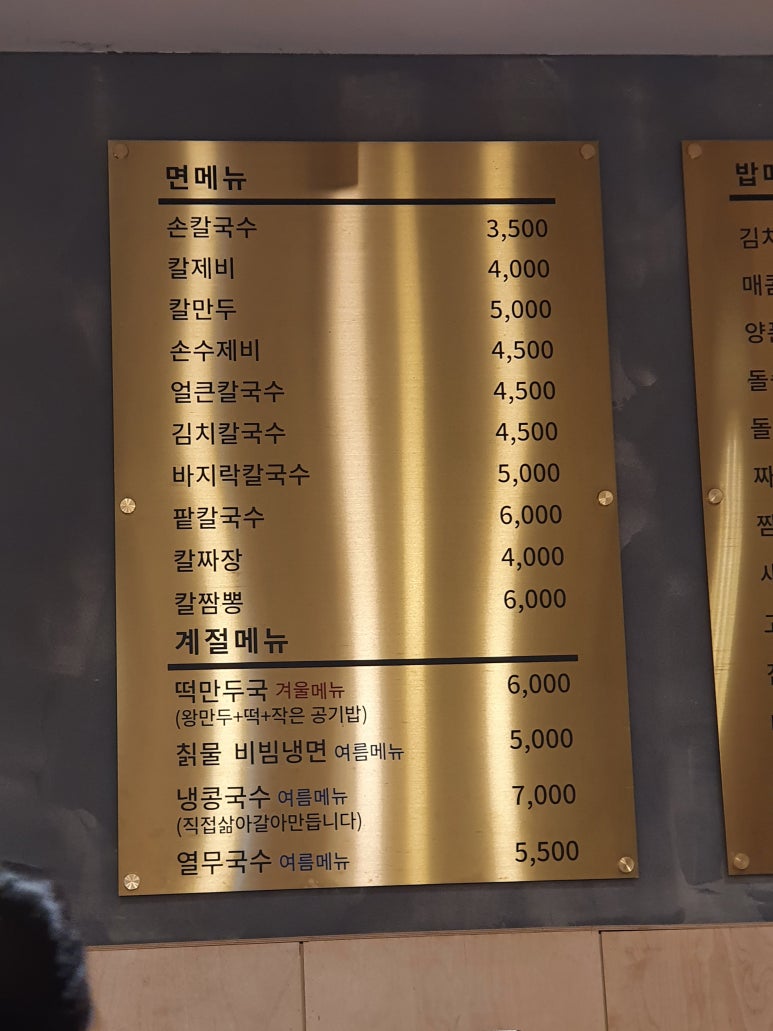 면메뉴
손칼국수 3,500
칼제비 4,000
칼만두 5,000
손수제비 4,500
얼큰칼국수 4,500
김치칼국수 4,500
바지락칼국수 5,000
팥칼국수 6,000
칼짜장 4,000
칼짬뽕 6,000
계절메뉴
떡만두국 겨울메뉴 6,000
(왕만두+떡+작은 공기밥)
칡물 비빔냉면 여름메뉴 5,000
냉콩국수 여름메뉴 7,000
(직접삶아갈아만듭니다)
열무국수 여름메뉴 5,500